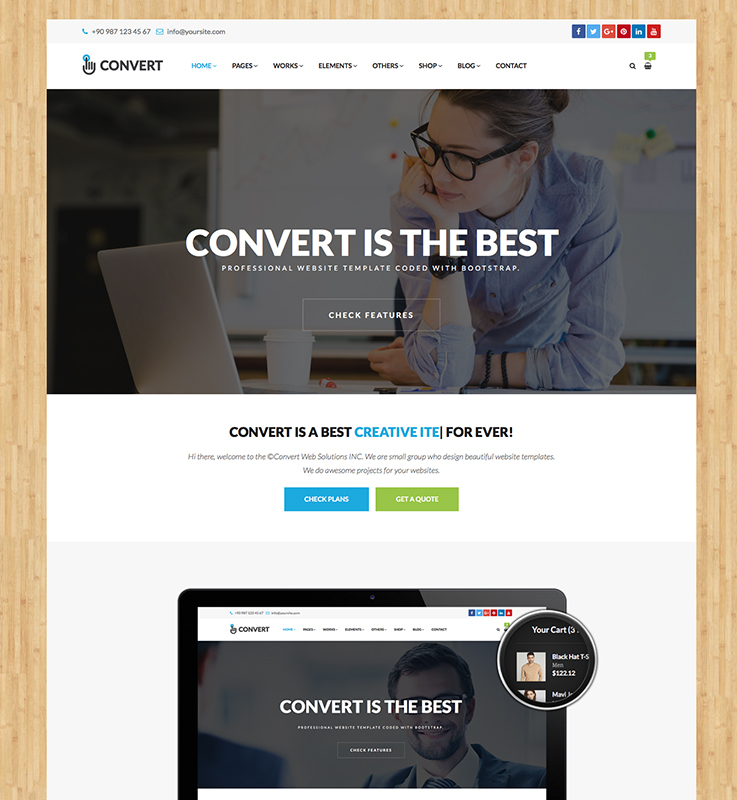 +90 987 123 45 67 info@yoursite.com
CONVERT HOME PAGES WORKS ELEMENTS OTHERS SHOP BLOG CONTACT 3
CONVERT IS THE BEST
PROFESSIONAL WEBSITE TEMPLATE CODED WITH BOOTSTRAP.
CHECK FEATURES
CONVERT IS A BEST CREATIVE ITE| FOR EVER!
Hi there, welcome to the ©Convert Web Solutions INC. We are small group who design beautiful website templates.
We do awesome projects for your websites.
CHECK PLANS GET A QUOTE
+90 987 123 45 67 info@yoursite.com
CONVERT HOME PAGES WORKS ELEMENTS OTHERS SHOP BLOG CONTACT
Your Cart (3
Black Hat T-S
Men
$122.12
Mavi
CONVERT IS THE BEST
PROFESSIONAL WEBSITE TEMPLATE CODED WITH BOOTSTRAP.
CHECK FEATURES